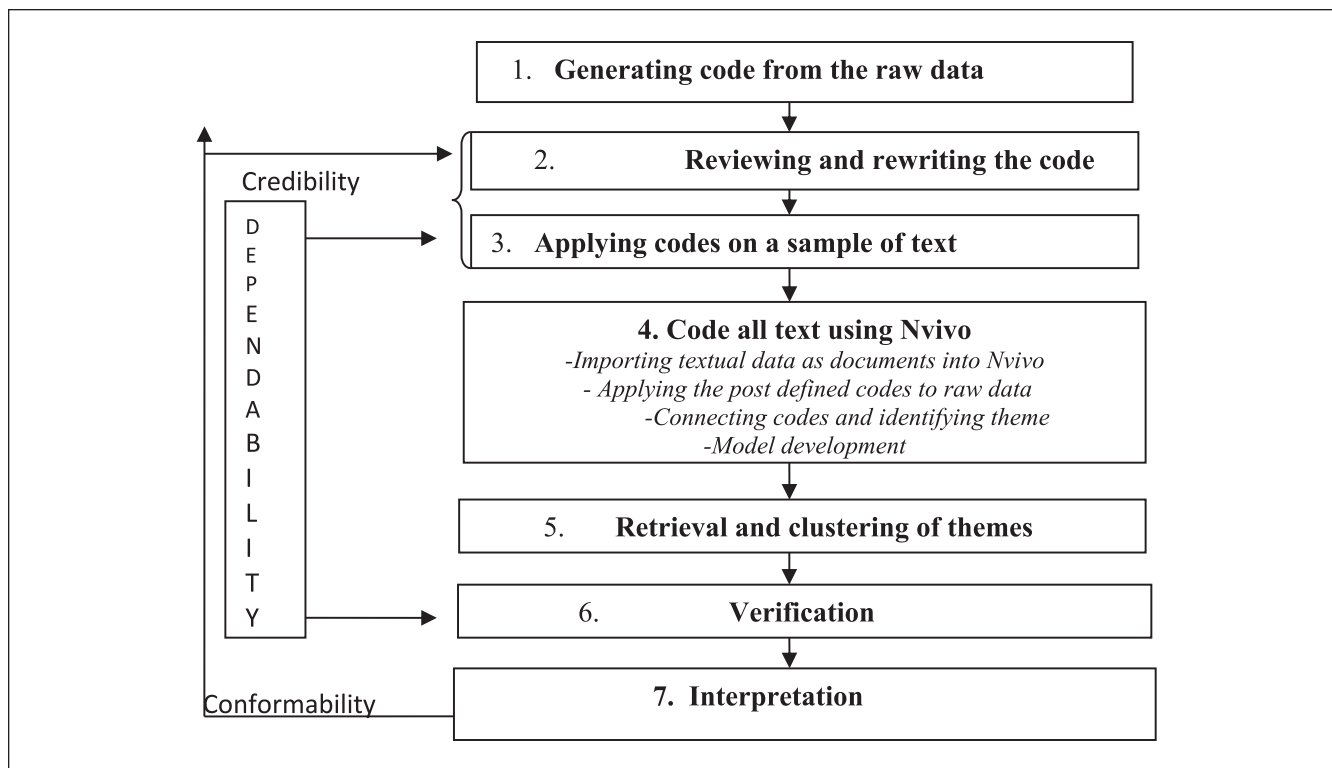 1. Generating code from the raw data
2. Reviewing and rewriting the code
Credibility
3. Applying codes on a sample of text
D
E
P
E
N
D
A
B
I
L
I
T
Y
4. Code all text using Nvivo
-Importing textual data as documents into Nvivo
- Applying the post defined codes to raw data
-Connecting codes and identifying theme
-Model development
5. Retrieval and clustering of themes
6. Verification
7. Interpretation
Conformability